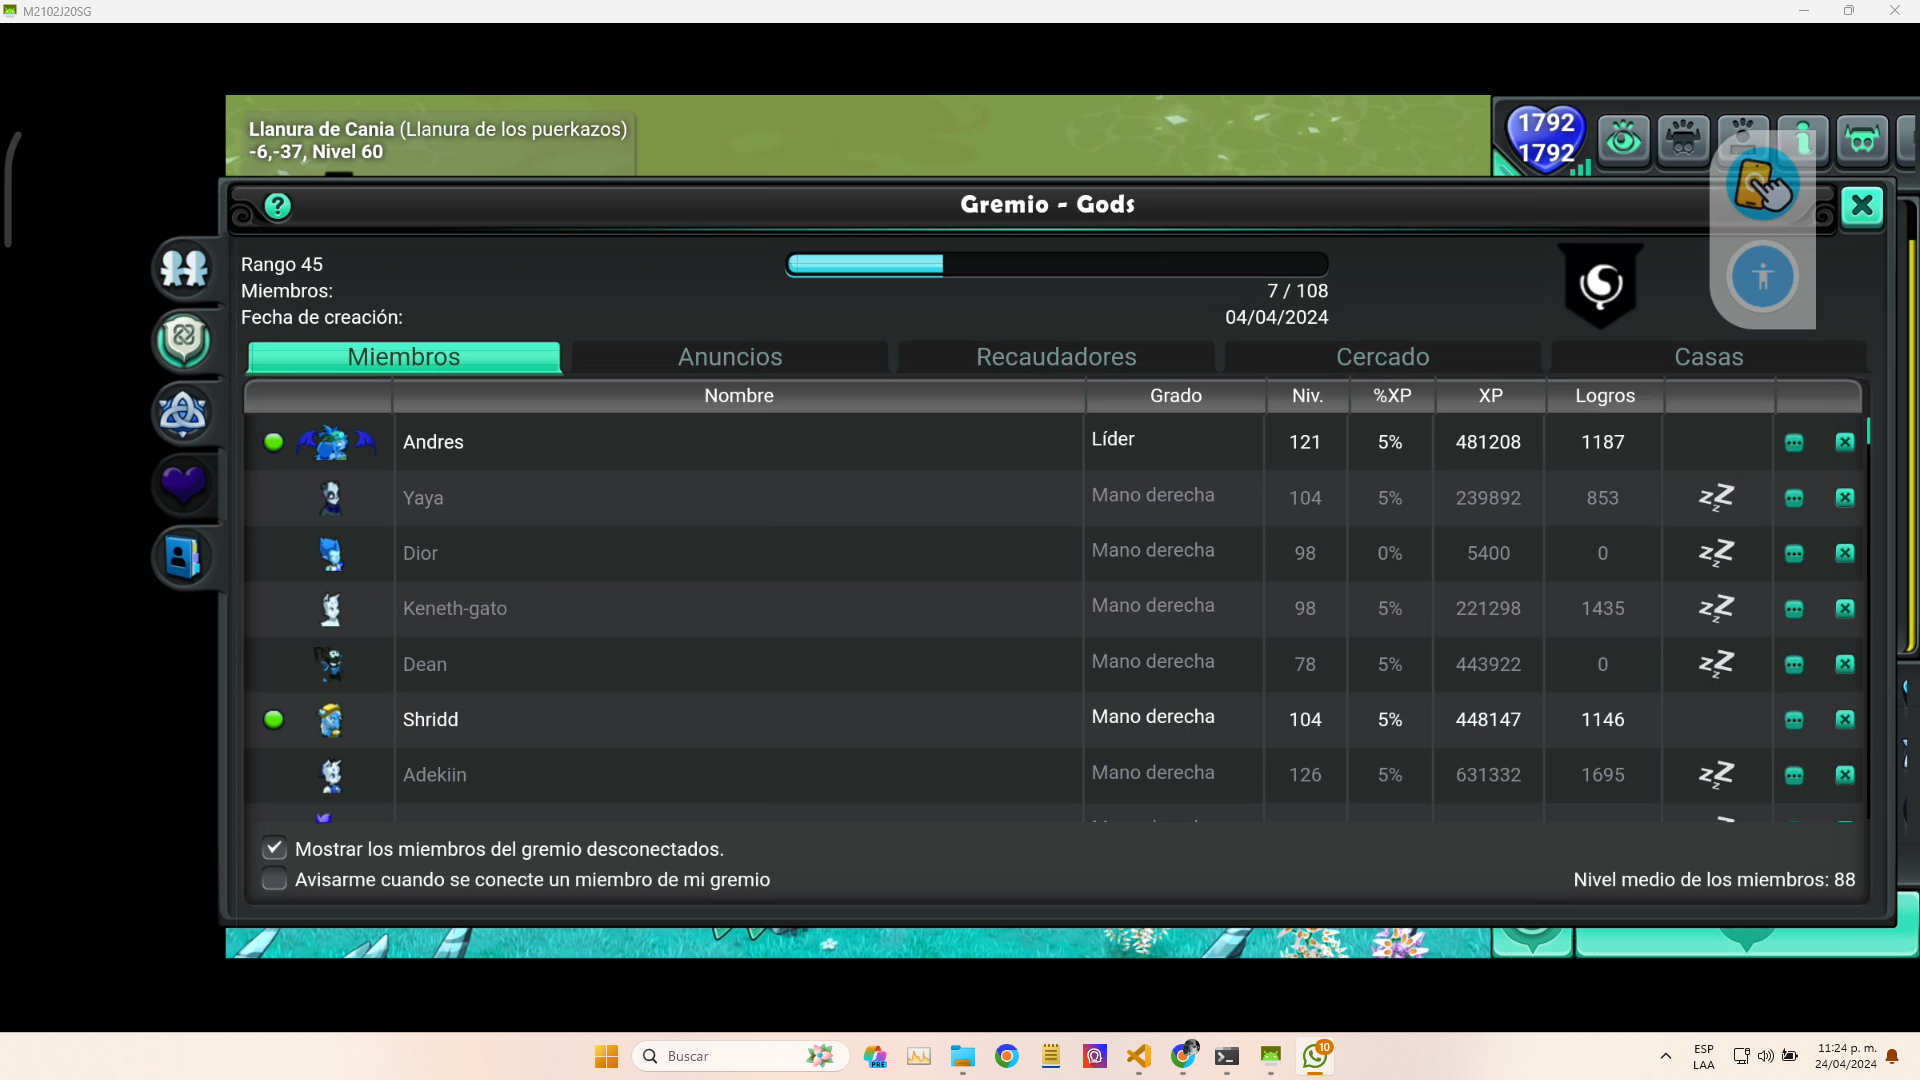 M2102J20SG
Llanura de Cania (Llanura de los puerkazos)
-6,-37, Nivel 60
1792
1792
Gremio - Gods
Rango 45
Miembros: 7 / 108
Fecha de creación: 04/04/2024
Miembros Anuncios Recaudadores Cercado Casas
Nombre Grado Niv. %XP XP Logros
Andres Líder 121 5% 481208 1187
Yaya Mano derecha 104 5% 239892 853 zZz
Dior Mano derecha 98 0% 5400 0 zZz
Keneth-gato Mano derecha 98 5% 221298 1435 zZz
Dean Mano derecha 78 5% 443922 0 zZz
Shridd Mano derecha 104 5% 448147 1146
Adekiin Mano derecha 126 5% 631332 1695 zZz
Mostrar los miembros del gremio desconectados.
Avisarme cuando se conecte un miembro de mi gremio
Nivel medio de los miembros: 88
Buscar
PRE
10
ESP
LAA
11:24 p. m.
24/04/2024